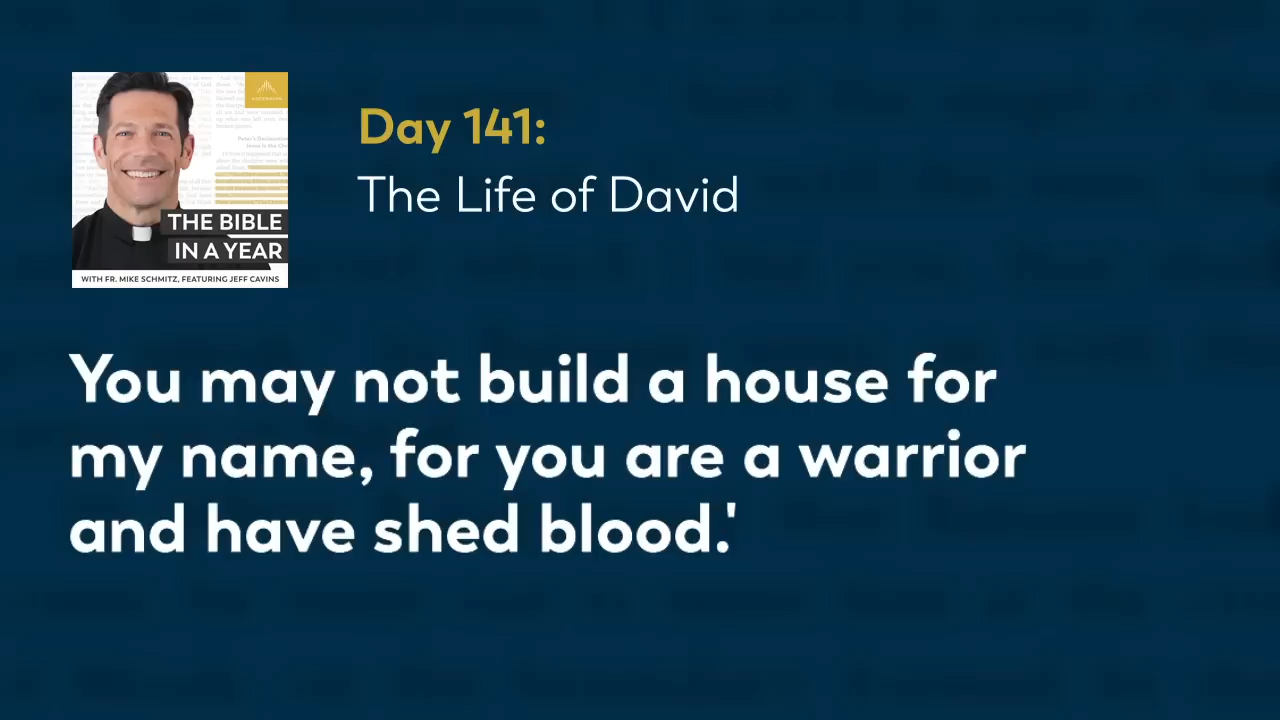 Day 141:
The Life of David
THE BIBLE
IN A YEAR
WITH FR. MIKE SCHMITZ, FEATURING JEFF CAVINS
You may not build a house for
my name, for you are a warrior
and have shed blood.'